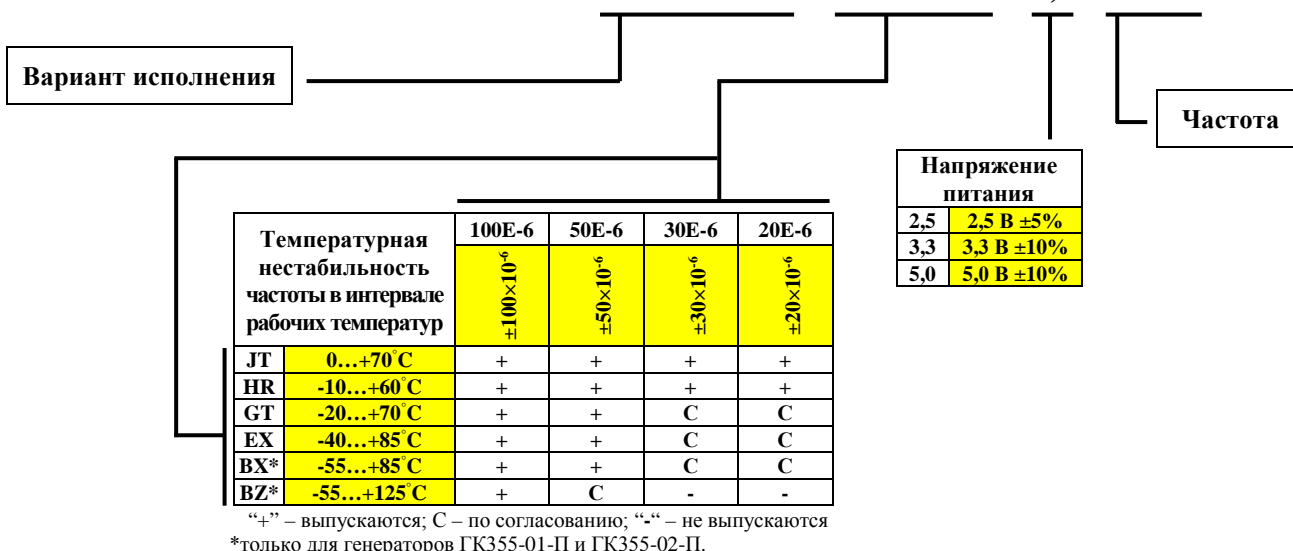 Вариант исполнения
Частота
Напряжение
питания
2,5 2,5 В ±5%
3,3 3,3 В ±10%
5,0 5,0 В ±10%
Температурная
нестабильность
частоты в интервале
рабочих температур
100E-6 50E-6 30E-6 20E-6
±100×10⁻⁶ ±50×10⁻⁶ ±30×10⁻⁶ ±20×10⁻⁶
JT 0…+70°C + + + +
HR -10…+60°C + + + +
GT -20…+70°C + + C C
EX -40…+85°C + + C C
BX* -55…+85°C + + C C
BZ* -55…+125°C + C - -
“+” – выпускаются; С – по согласованию; “-“ – не выпускаются
*только для генераторов ГК355-01-П и ГК355-02-П.